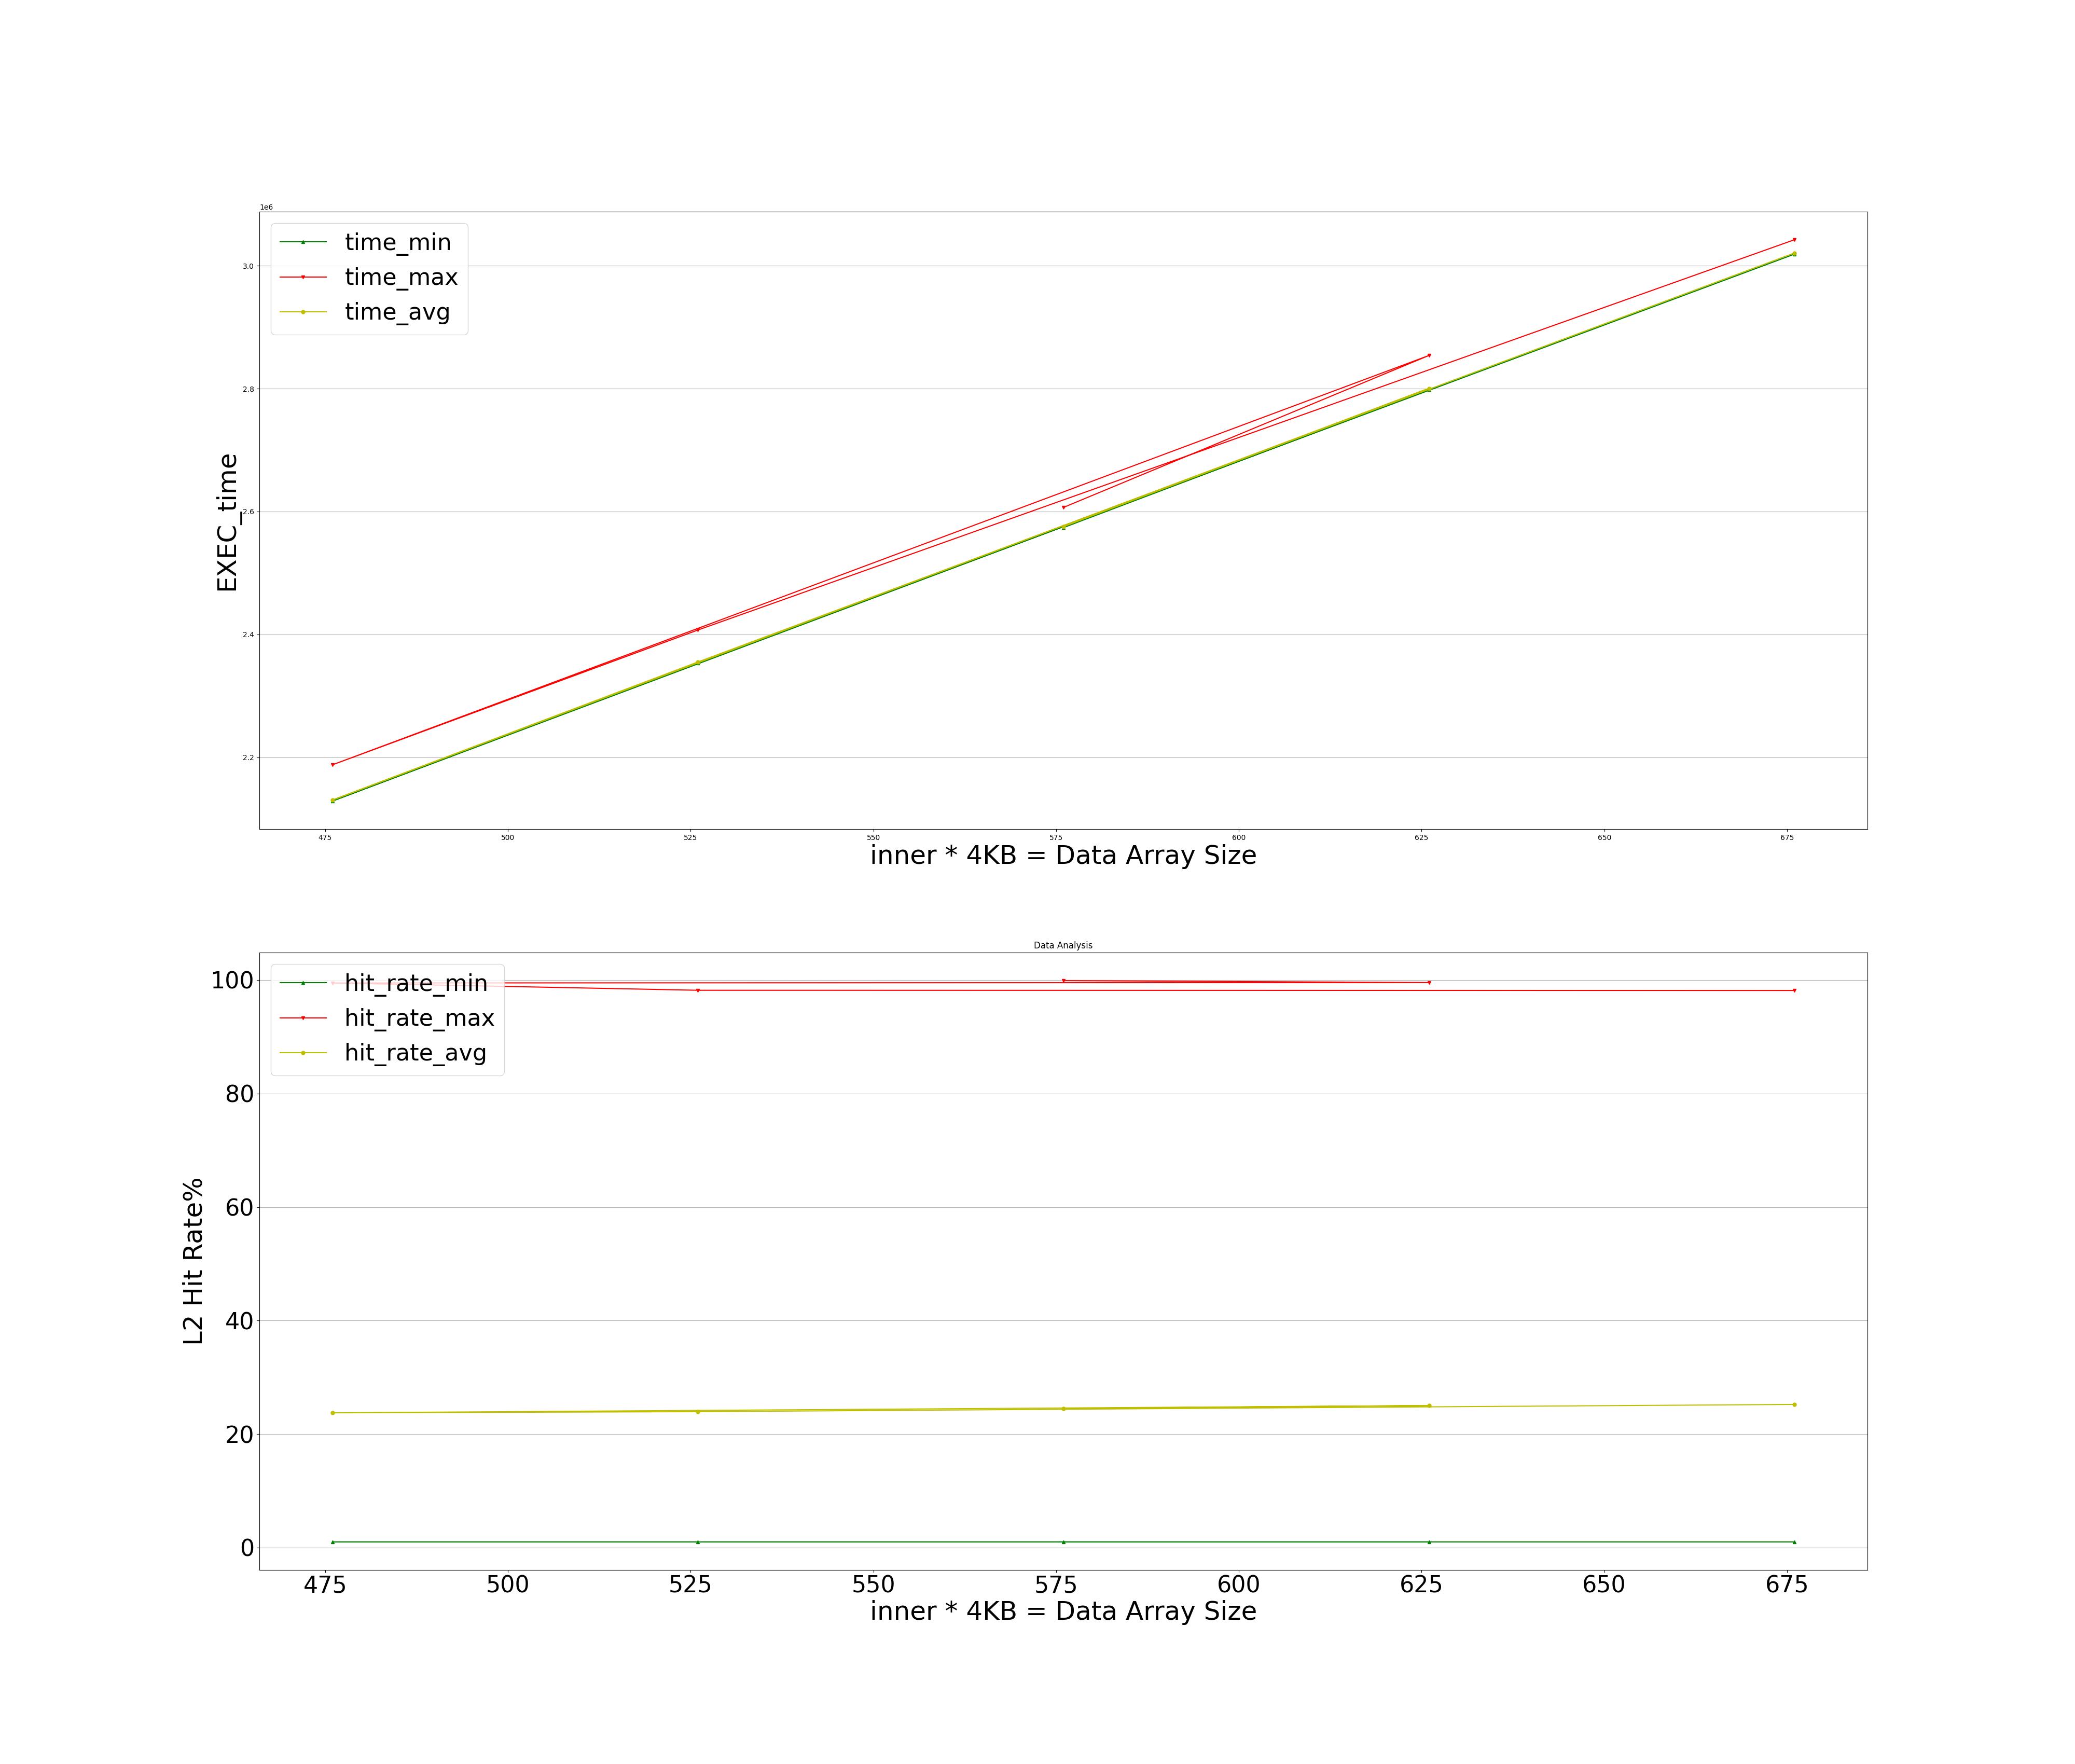 1e6
time_min
time_max
time_avg
3.0
2.8
2.6
2.4
2.2
EXEC_time
475 500 525 550 575 600 625 650 675
inner * 4KB = Data Array Size
Data Analysis
hit_rate_min
hit_rate_max
hit_rate_avg
100
80
60
40
20
0
L2 Hit Rate%
475 500 525 550 575 600 625 650 675
inner * 4KB = Data Array Size